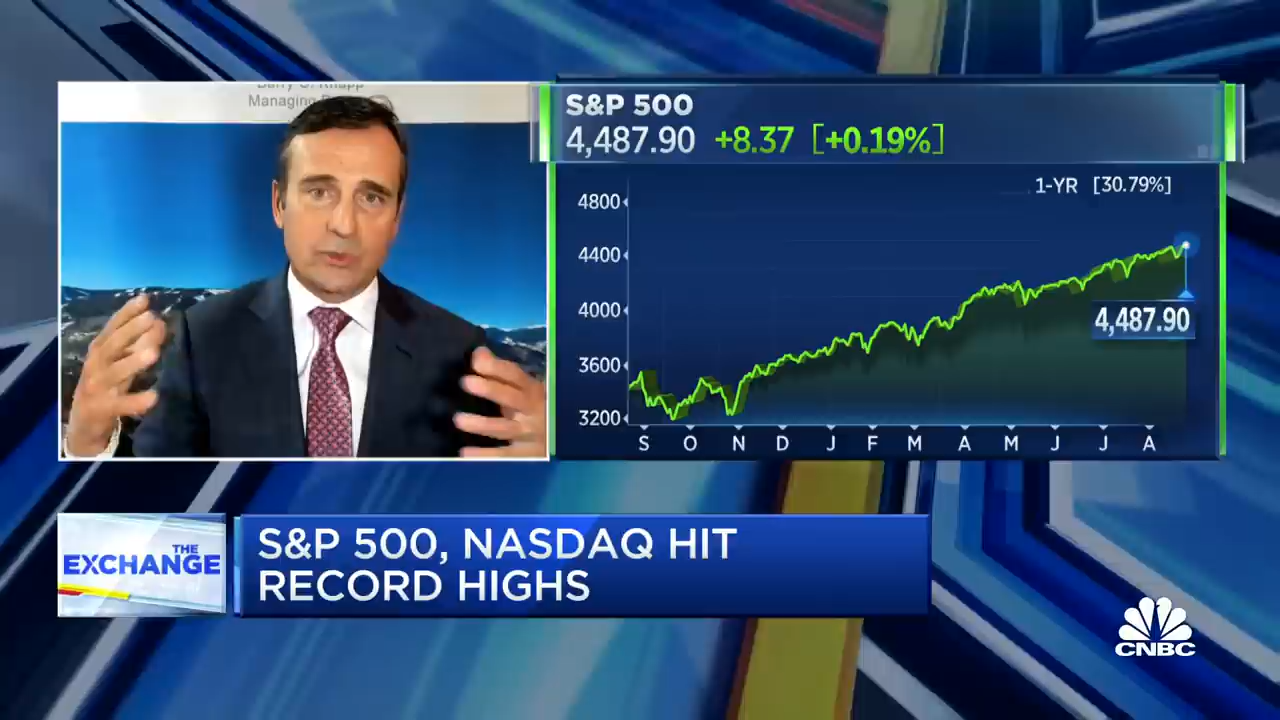 Managing
S&P 500
4,487.90 +8.37 [+0.19%]
1-YR [30.79%]
4800
4400
4000
3600
3200
4,487.90
S O N D J F M A M J J A
THE
EXCHANGE
S&P 500, NASDAQ HIT
RECORD HIGHS
CNBC